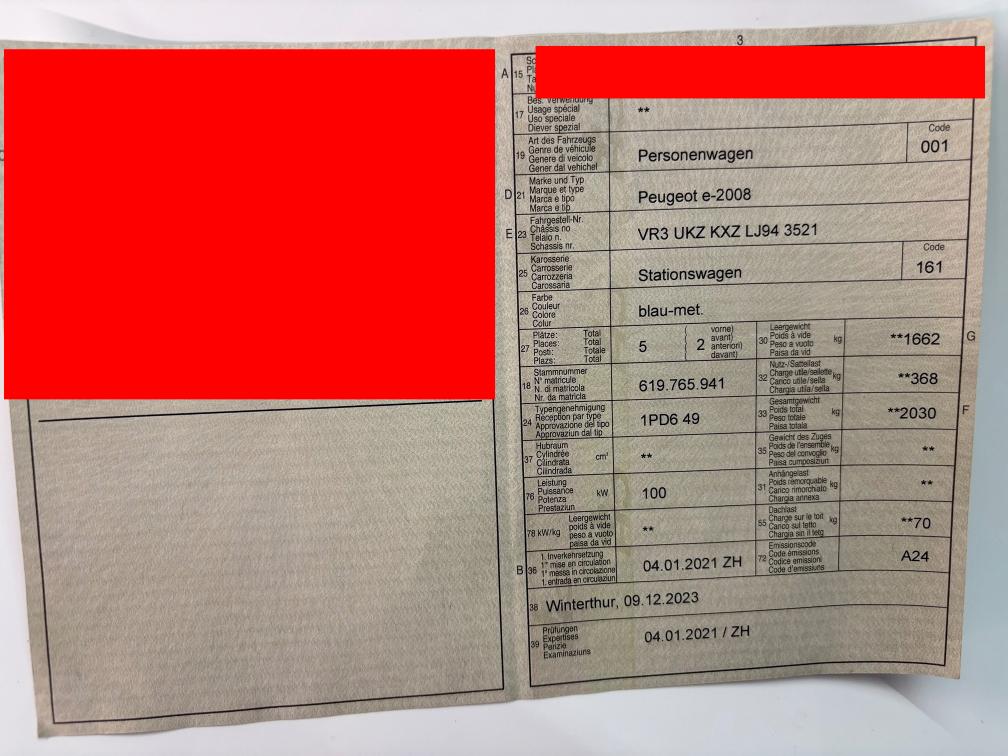 3
A 15
17 Bes. Verwendung
Usage spécial
Uso speciale
Diever spezial
**
19 Art des Fahrzeugs
Genre de véhicule
Genere di veicolo
Gener dal vehichel
Personenwagen
Code
001
D 21 Marke und Typ
Marque et type
Marca e tipo
Marca e tip
Peugeot e-2008
E 23 Fahrgestell-Nr.
Châssis no
Telaio n.
Schassis nr.
VR3 UKZ KXZ LJ94 3521
25 Karosserie
Carrosserie
Carrozzeria
Carossaria
Stationswagen
Code
161
26 Farbe
Couleur
Colore
Colur
blau-met.
27 Plätze: Total
Places: Total
Posti: Totale
Plazs: Total
5 ( 2 vorne)
avant)
anteriori)
davant)
30 Leergewicht
Poids à vide
Peso a vuoto
Paisa da vid
kg
**1662
G
18 Stammnummer
N° matricule
N. di matricola
Nr. da matricla
619.765.941
32 Nutz-/Sattellast
Charge utile/sellette
Carico utile/sella
Chargia utila/sella
kg
**368
24 Typengenehmigung
Réception par type
Approvazione del tipo
Approvaziun dal tip
1PD6 49
33 Gesamtgewicht
Poids total
Peso totale
Paisa totala
kg
**2030
F
37 Hubraum
Cylindrée
Cilindrata
Cilindrada
cm³
**
35 Gewicht des Zuges
Poids de l'ensemble
Peso del convoglio
Paisa cumposiziun
kg
**
76 Leistung
Puissance
Potenza
Prestaziun
kW
100
31 Anhängelast
Poids remorquable
Carico rimorchiato
Chargia annexa
kg
**
78 kW/kg Leergewicht
poids à vide
peso a vuoto
paisa da vid
**
55 Dachlast
Charge sur le toit
Carico sul tetto
Chargia sin il tetg
kg
**70
B 36 1. Inverkehrsetzung
1re mise en circulation
1a messa in circolazione
1. entrada en circulaziun
04.01.2021 ZH
72 Emissionscode
Code émissions
Codice emissioni
Code d'emissiuns
A24
38 Winterthur, 09.12.2023
39 Prüfungen
Expertises
Perizie
Examinaziuns
04.01.2021 / ZH